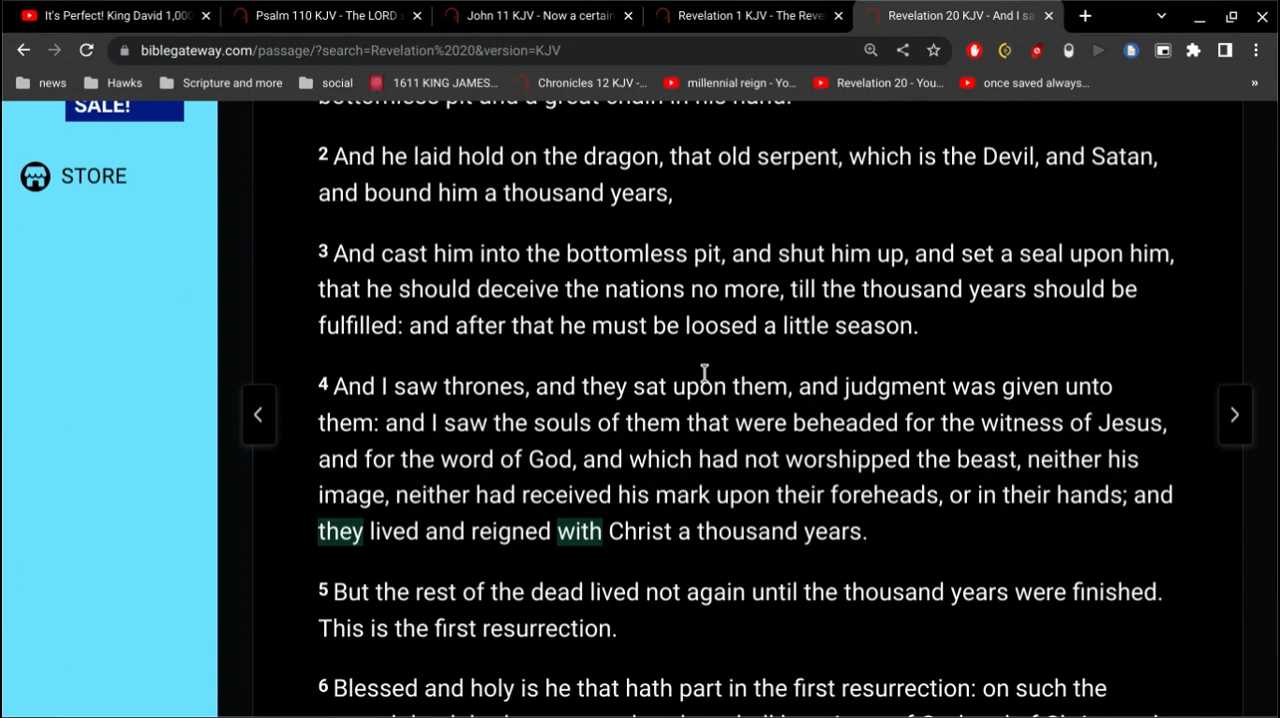 It's Perfect! King David 1,000
Psalm 110 KJV - The LORD s
John 11 KJV - Now a certain
Revelation 1 KJV - The Reve
Revelation 20 KJV - And I sa
biblegateway.com/passage/?search=Revelation%2020&version=KJV
news
Hawks
Scripture and more
social
1611 KING JAMES...
Chronicles 12 KJV -...
millennial reign - Yo...
Revelation 20 - You...
once saved always...
»
SALE!
STORE
bottomless pit and a great chain in his hand.
2 And he laid hold on the dragon, that old serpent, which is the Devil, and Satan,
and bound him a thousand years,
3 And cast him into the bottomless pit, and shut him up, and set a seal upon him,
that he should deceive the nations no more, till the thousand years should be
fulfilled: and after that he must be loosed a little season.
4 And I saw thrones, and they sat upon them, and judgment was given unto
them: and I saw the souls of them that were beheaded for the witness of Jesus,
and for the word of God, and which had not worshipped the beast, neither his
image, neither had received his mark upon their foreheads, or in their hands; and
they lived and reigned with Christ a thousand years.
5 But the rest of the dead lived not again until the thousand years were finished.
This is the first resurrection.
6 Blessed and holy is he that hath part in the first resurrection: on such the